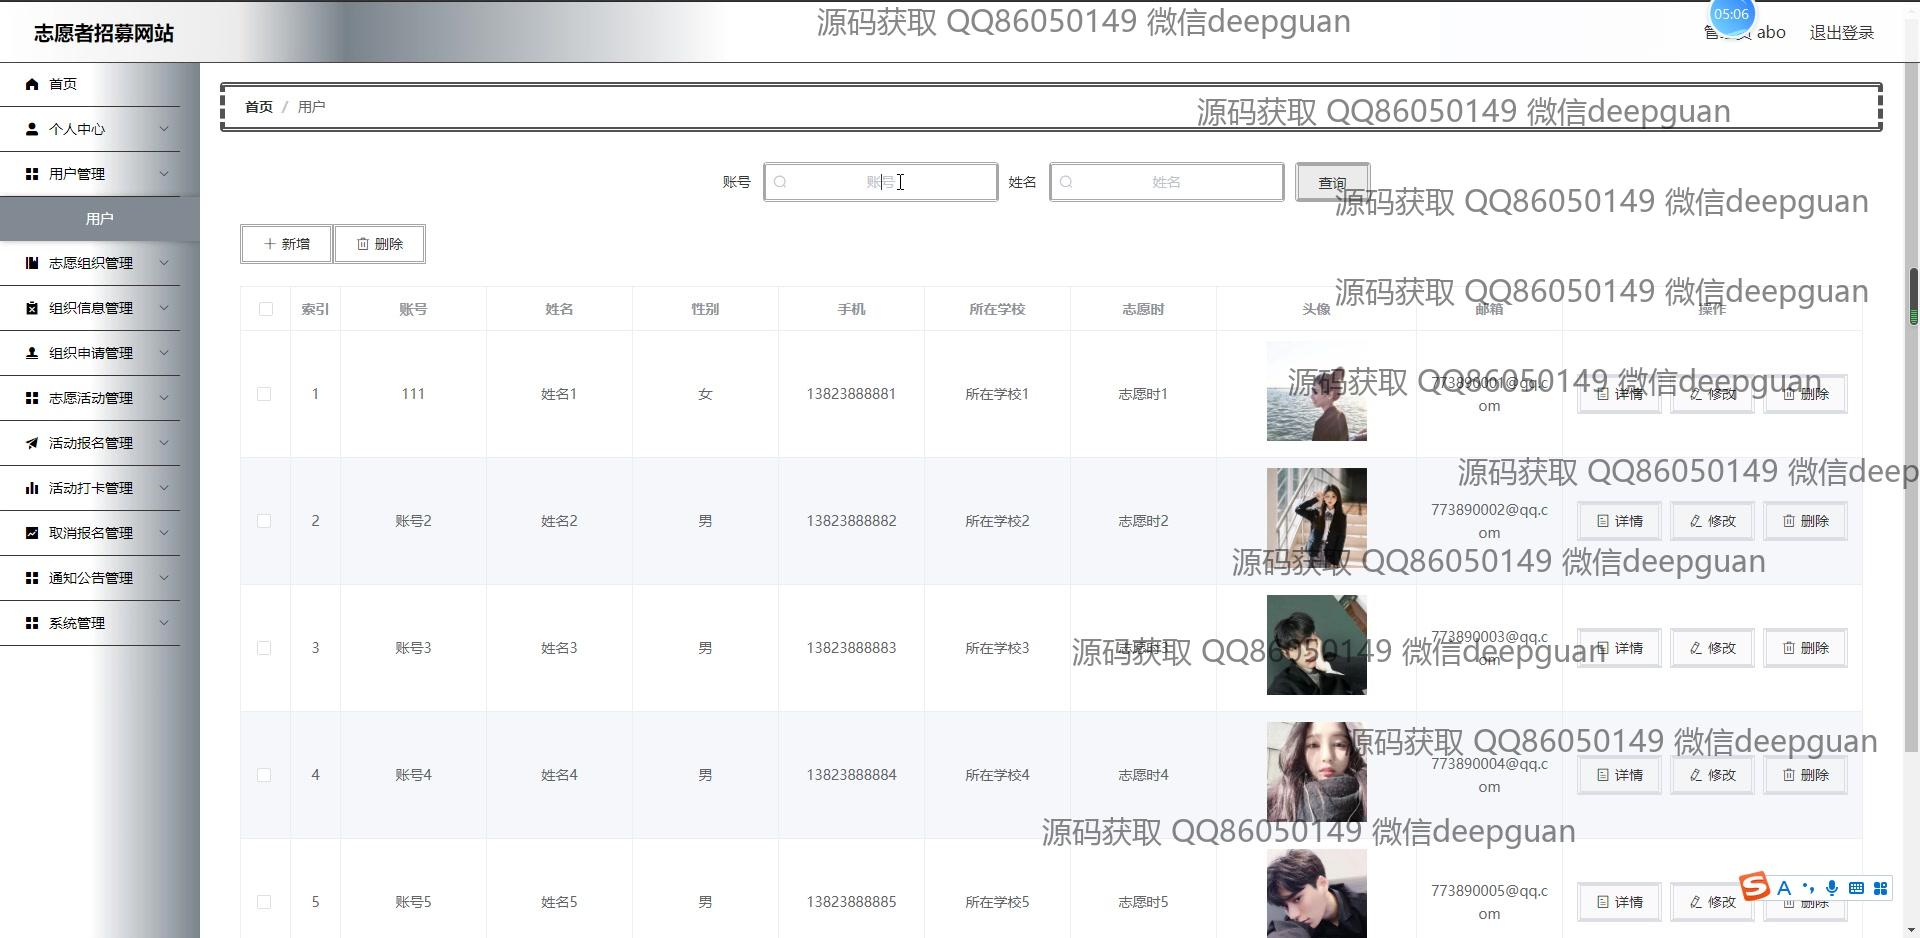 志愿者招募网站
源码获取 QQ86050149 微信deepguan
05:06
abo
退出登录
首页
个人中心
用户管理
用户
志愿组织管理
组织信息管理
组织申请管理
志愿活动管理
活动报名管理
活动打卡管理
取消报名管理
通知公告管理
系统管理
首页 / 用户
源码获取 QQ86050149 微信deepguan
账号 账号 姓名 姓名 查询
源码获取 QQ86050149 微信deepguan
新增 删除
源码获取 QQ86050149 微信deepguan
索引 账号 姓名 性别 手机 所在学校 志愿时 头像 邮箱 操作
源码获取 QQ86050149 微信deepguan
1 111 姓名1 女 13823888881 所在学校1 志愿时1 773890001@qq.c
om
详情 修改 删除
源码获取 QQ86050149 微信deep
2 账号2 姓名2 男 13823888882 所在学校2 志愿时2 773890002@qq.c
om
详情 修改 删除
源码获取 QQ86050149 微信deepguan
3 账号3 姓名3 男 13823888883 所在学校3 志愿时3 773890003@qq.c
om
详情 修改 删除
源码获取 QQ86050149 微信deepguan
源码获取 QQ86050149 微信deepguan
4 账号4 姓名4 男 13823888884 所在学校4 志愿时4 773890004@qq.c
om
详情 修改 删除
源码获取 QQ86050149 微信deepguan
5 账号5 姓名5 男 13823888885 所在学校5 志愿时5 773890005@qq.c
om
详情 修改 删除
S A